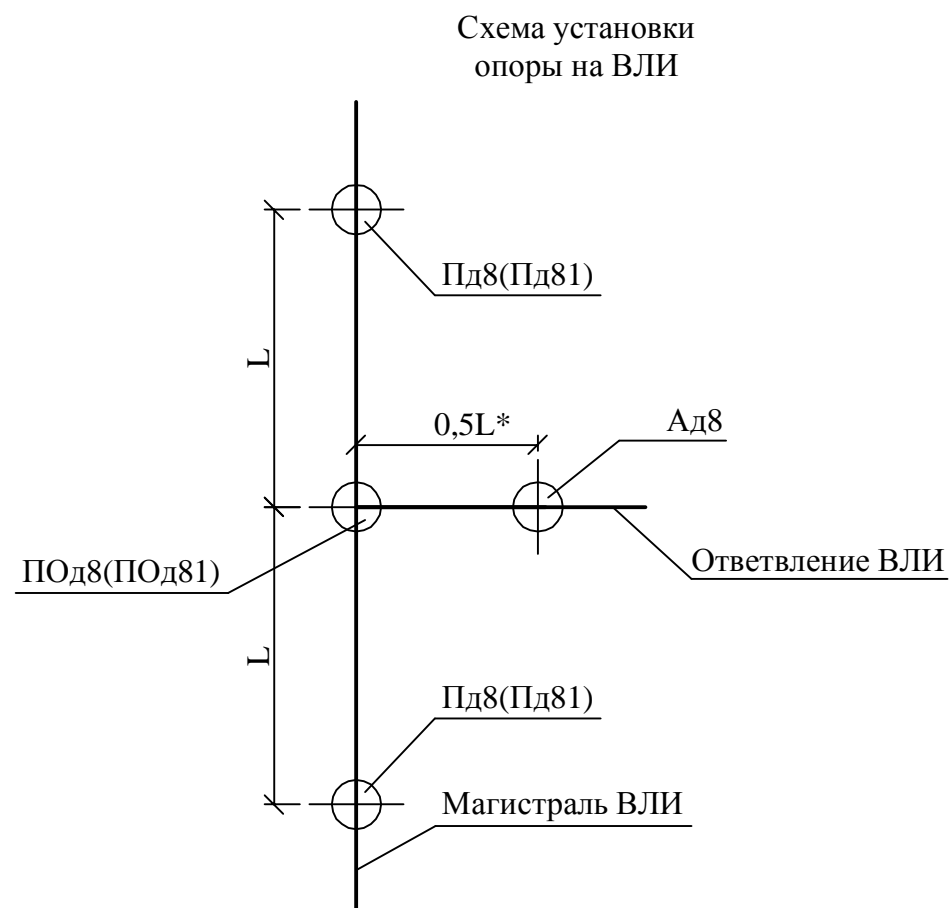 Схема установки
опоры на ВЛИ
Пд8(Пд81)
L
0,5L*
Ад8
ПОд8(ПОд81)
Ответвление ВЛИ
L
Пд8(Пд81)
Магистраль ВЛИ